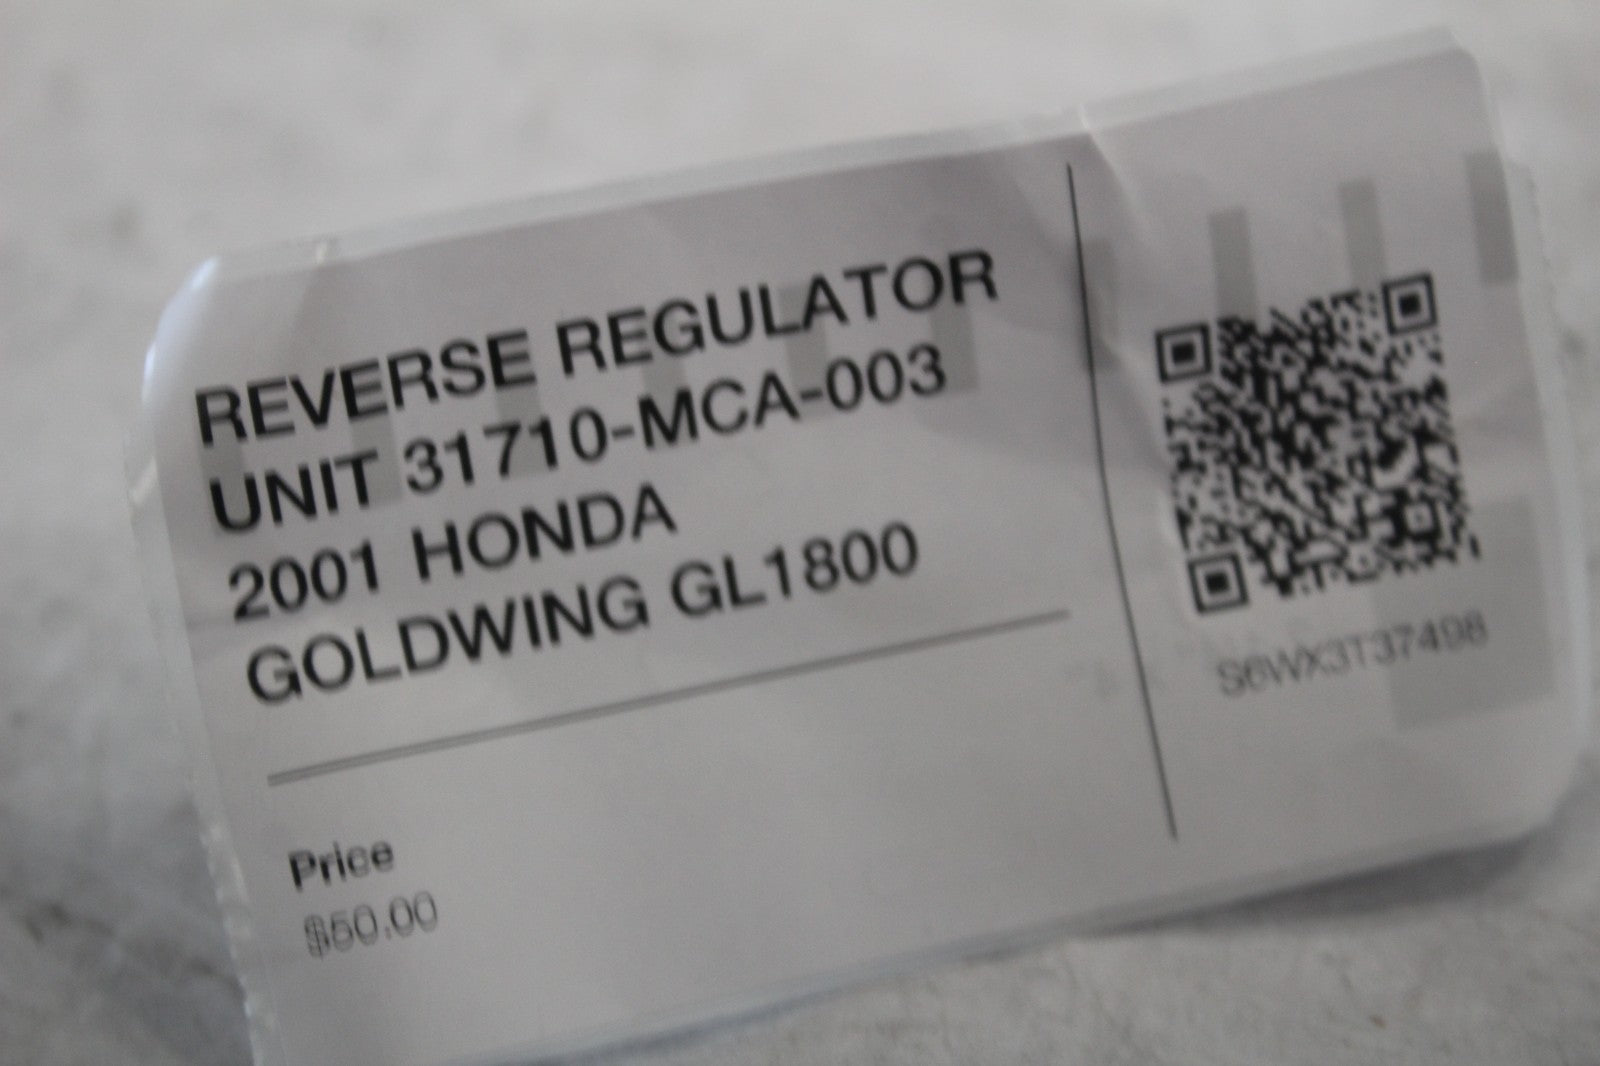 REVERSE REGULATOR
UNIT 31710-MCA-003
2001 HONDA
GOLDWING GL1800
Price
$50.00
S6WX3T37498